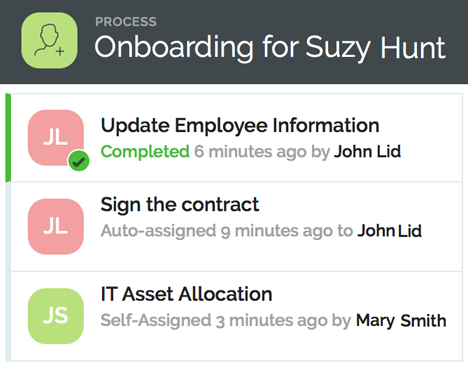 PROCESS
Onboarding for Suzy Hunt
JL
Update Employee Information
Completed 6 minutes ago by John Lid
JL
Sign the contract
Auto-assigned 9 minutes ago to John Lid
JS
IT Asset Allocation
Self-Assigned 3 minutes ago by Mary Smith